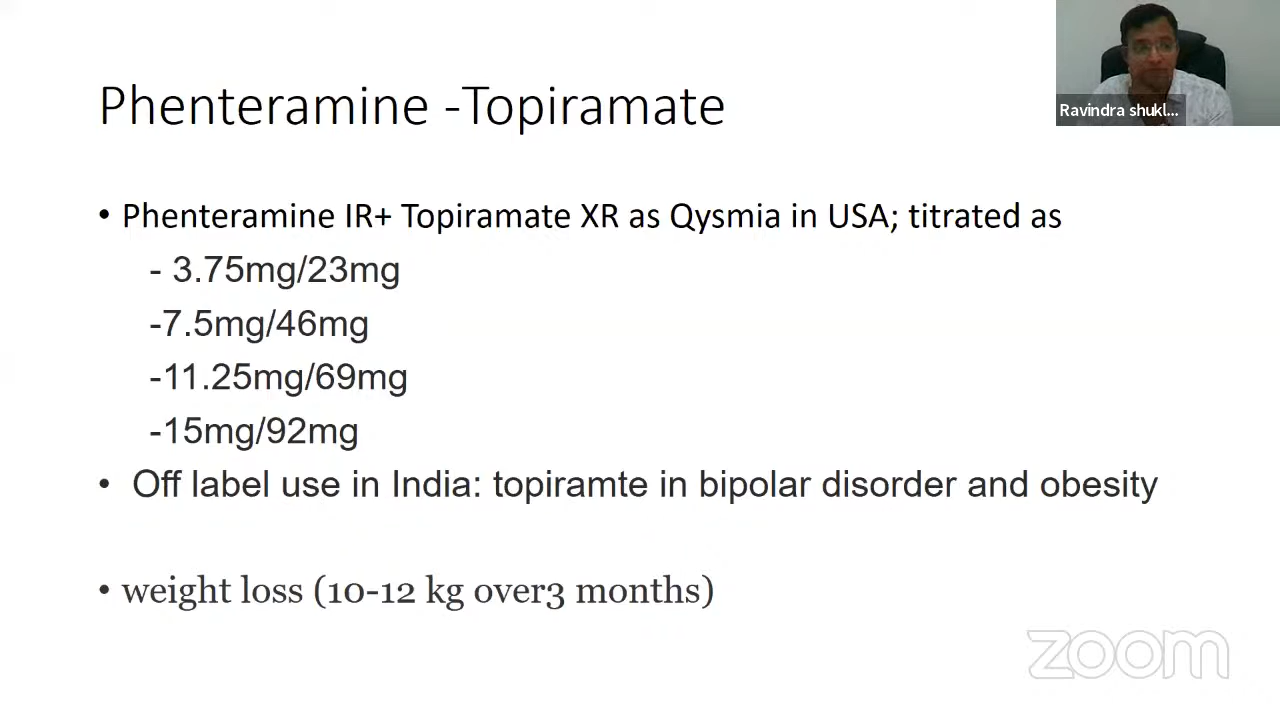 Phenteramine -Topiramate
Ravindra shukl...
• Phenteramine IR+ Topiramate XR as Qysmia in USA; titrated as
- 3.75mg/23mg
-7.5mg/46mg
-11.25mg/69mg
-15mg/92mg
• Off label use in India: topiramte in bipolar disorder and obesity
• weight loss (10-12 kg over3 months)
zoom